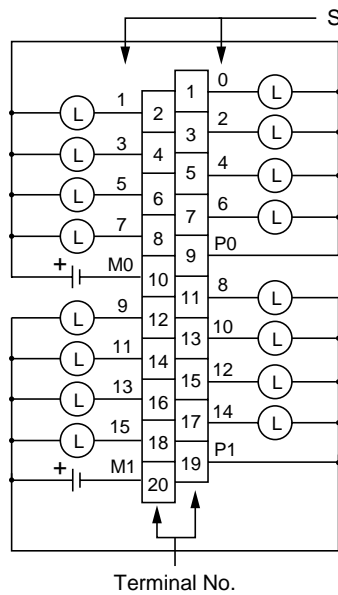 S
1 0
L 1 2 L
3 2
L 4 3 L
5 4
L 6 5 L
7 6
L 8 7 L
+ M0 10 9 P0
9 8
L 12 11 L
11 10
L 14 13 L
13 12
L 16 15 L
15 14
L 18 17 L
+ M1 20 19 P1
Terminal No.